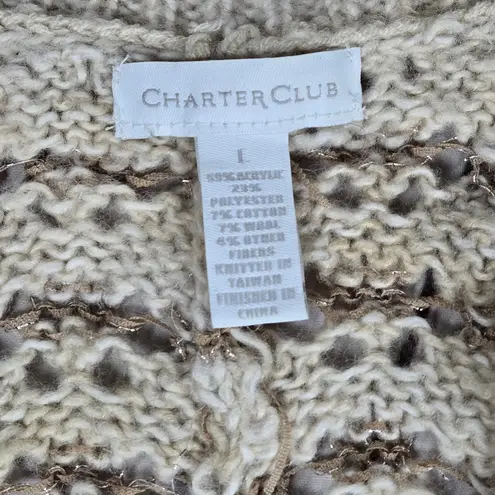 CHARTER CLUB
L
59% ACRYLIC
23%
POLYESTER
7% COTTON
7% WOOL
4% OTHER
FIBERS
KNITTED IN
TAIWAN
FINISHED IN
CHINA